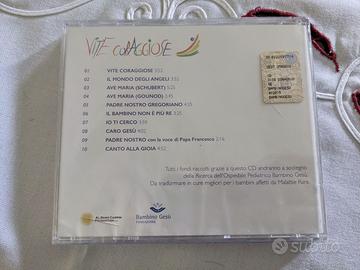 VITE CORAGGIOSE
01 VITE CORAGGIOSE
02 IL MONDO DEGLI ANGELI
03 AVE MARIA (SCHUBERT)
04 AVE MARIA (GOUNOD)
05 PADRE NOSTRO GREGORIANO
06 IL BAMBINO NON È PIÙ RE
07 IO TI CERCO
08 CARO GESÙ
09 PADRE NOSTRO con la voce di Papa Francesco
10 CANTO ALLA GIOIA
Tutti i fondi raccolti grazie a questo CD andranno a sostegno
della Ricerca dell'Ospedale Pediatrico Bambino Gesù.
Da trasformare in cure migliori per i bambini affetti da Malattie Rare.
Bambino Gesù
subito.it